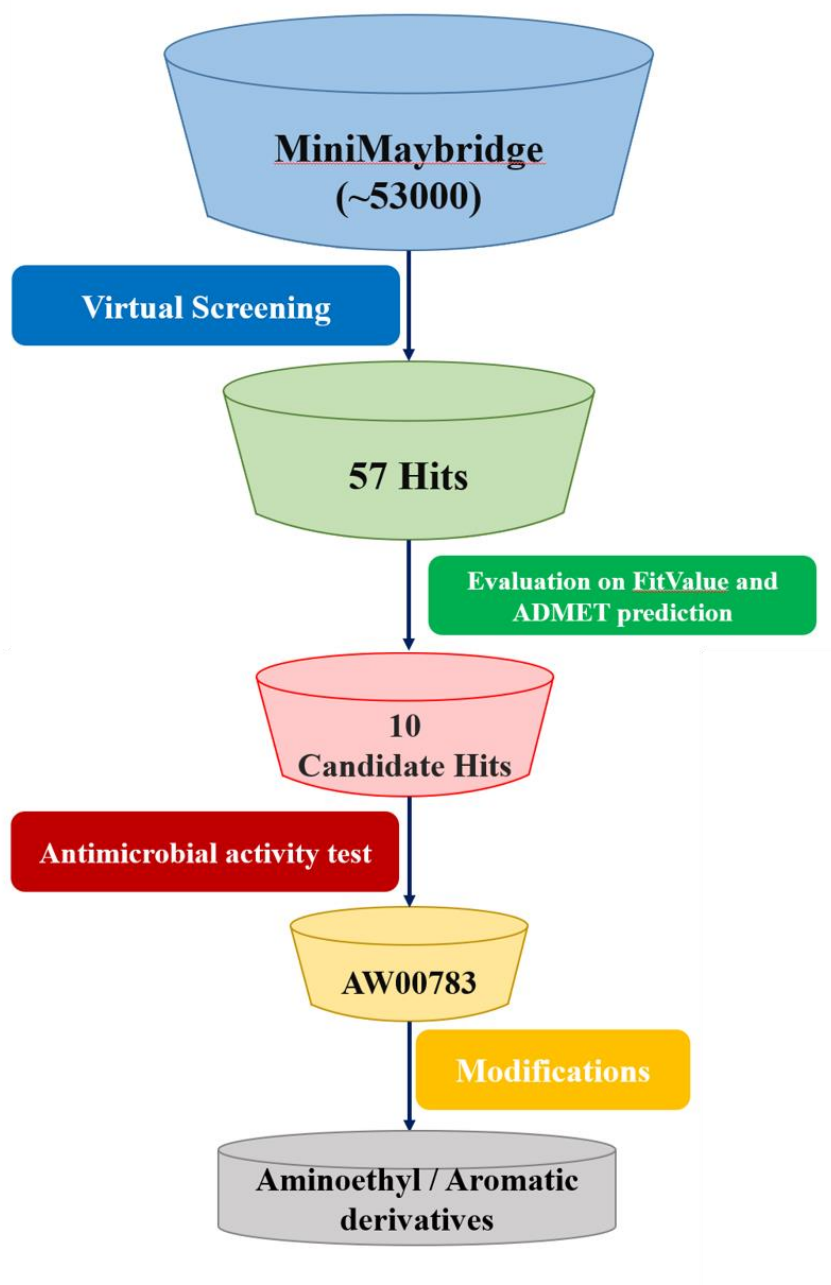 MiniMaybridge
(~53000)
Virtual Screening
57 Hits
Evaluation on FitValue and
ADMET prediction
10
Candidate Hits
Antimicrobial activity test
AW00783
Modifications
Aminoethyl / Aromatic
derivatives